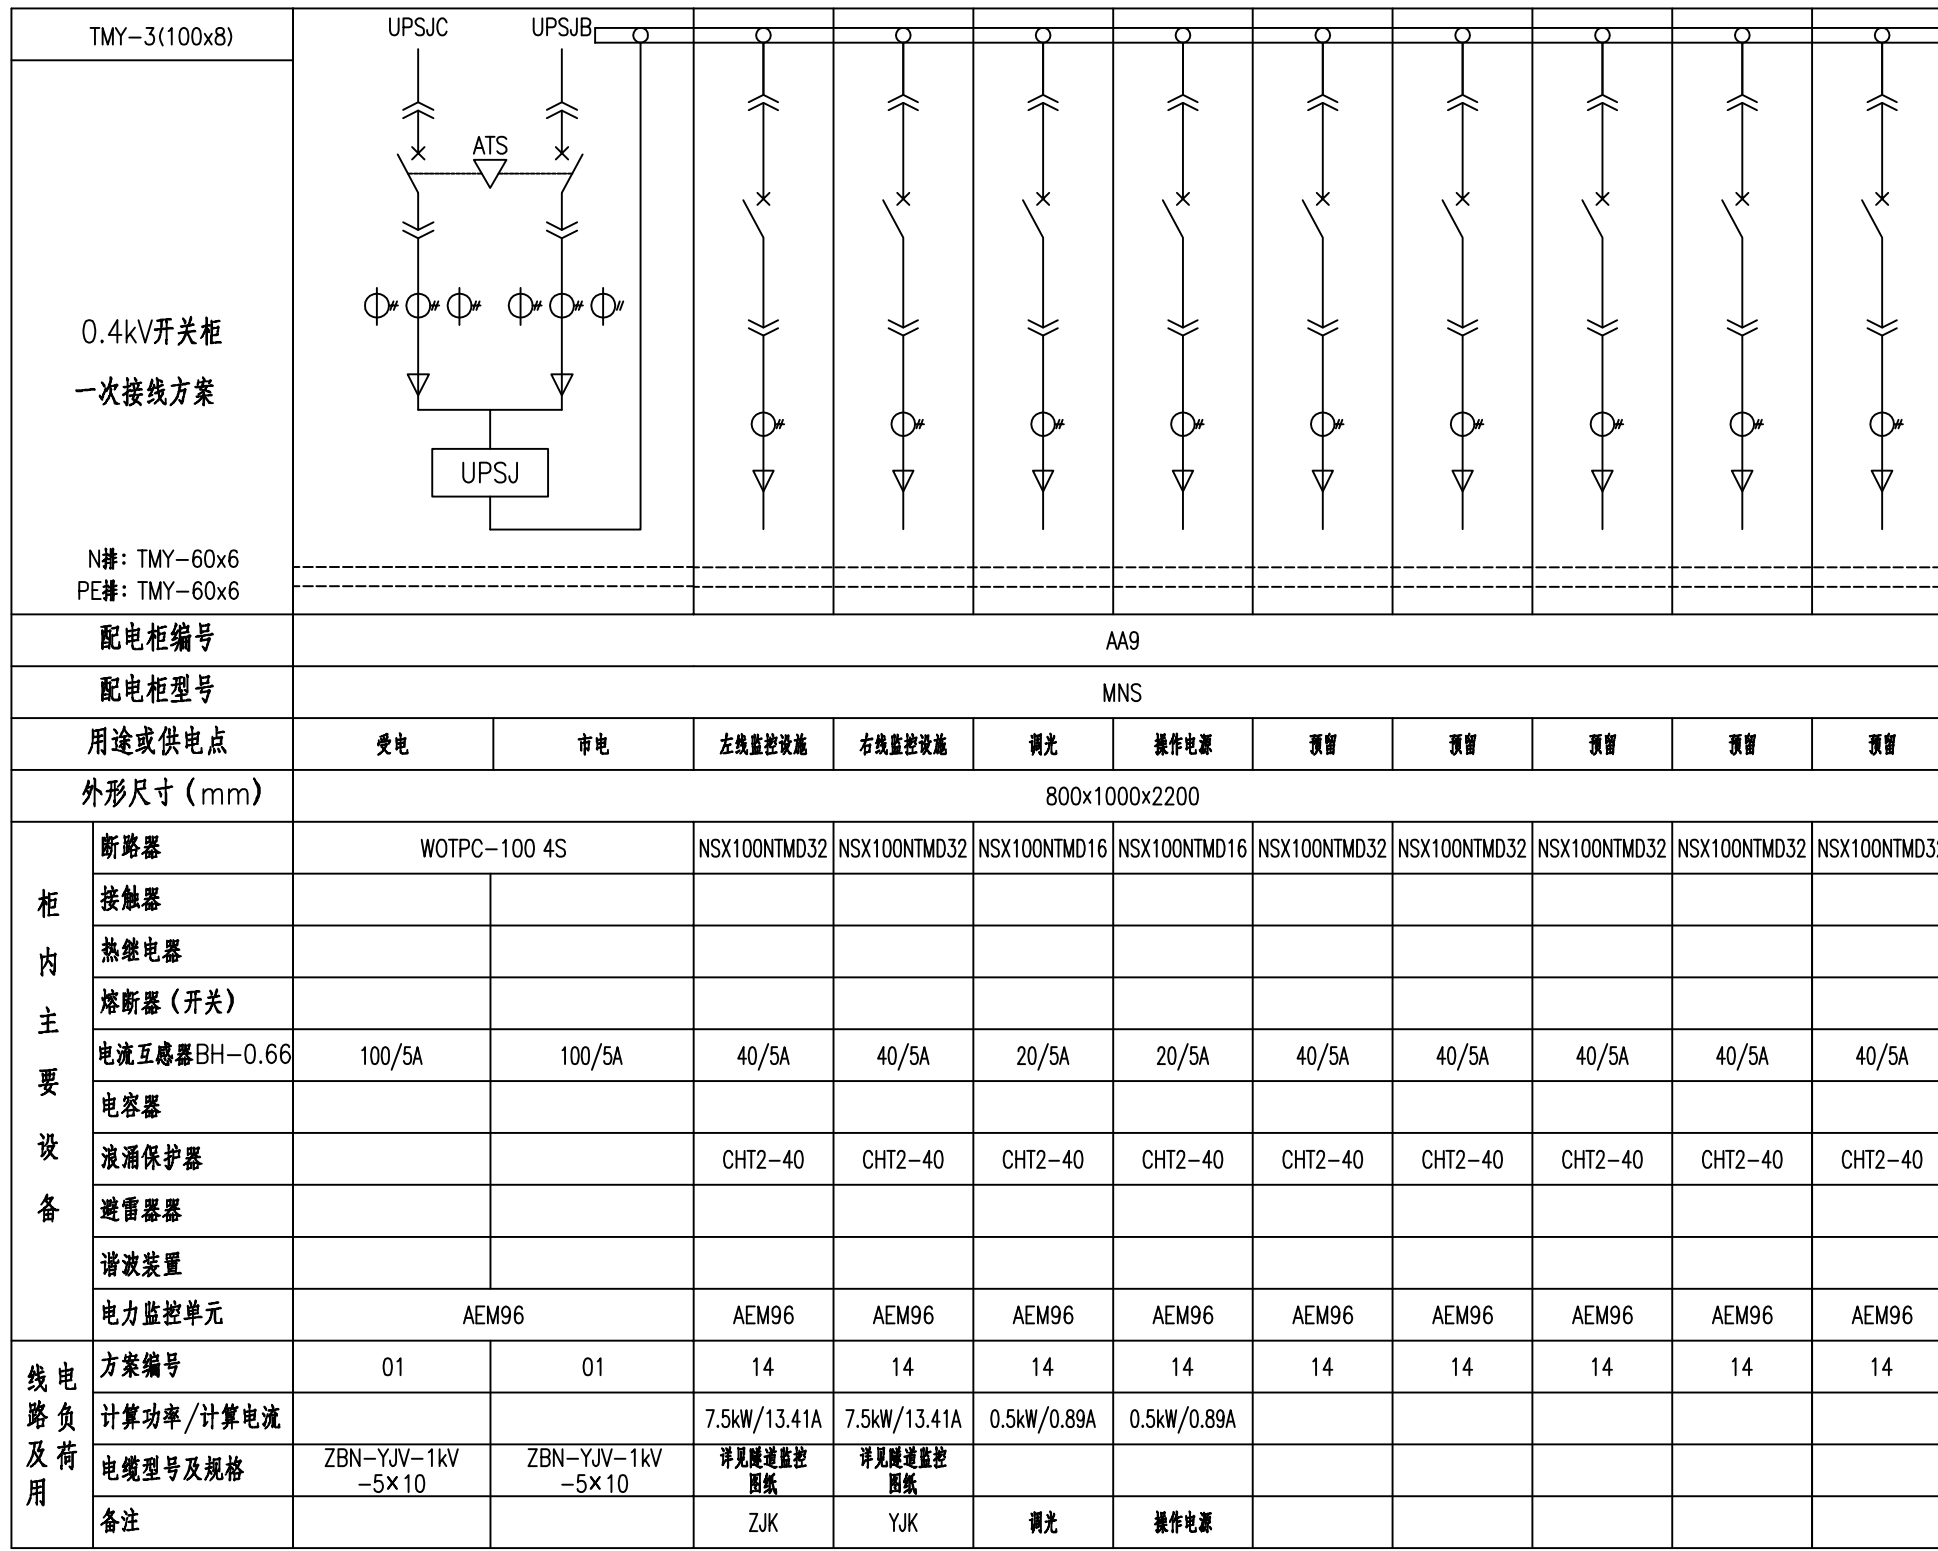 TMY-3(100x8)
UPSJC
UPSJB
ATS
0.4kV开关柜
一次接线方案
UPSJ
N排: TMY-60x6
PE排: TMY-60x6
配电柜编号 AA9
配电柜型号 MNS
用途或供电点 受电 市电 左线监控设施 右线监控设施 调光 操作电源 预留 预留 预留 预留 预留
外形尺寸(mm) 800x1000x2200
柜内主要设备
断路器 WOTPC-100 4S NSX100NTMD32 NSX100NTMD32 NSX100NTMD16 NSX100NTMD16 NSX100NTMD32 NSX100NTMD32 NSX100NTMD32 NSX100NTMD32 NSX100NTMD32
接触器
热继电器
熔断器(开关)
电流互感器BH-0.66 100/5A 100/5A 40/5A 40/5A 20/5A 20/5A 40/5A 40/5A 40/5A 40/5A 40/5A
电容器
浪涌保护器 CHT2-40 CHT2-40 CHT2-40 CHT2-40 CHT2-40 CHT2-40 CHT2-40 CHT2-40 CHT2-40
避雷器器
谐波装置
电力监控单元 AEM96 AEM96 AEM96 AEM96 AEM96 AEM96 AEM96 AEM96 AEM96 AEM96
线路及用
电负荷
方案编号 01 01 14 14 14 14 14 14 14 14 14
计算功率/计算电流 7.5kW/13.41A 7.5kW/13.41A 0.5kW/0.89A 0.5kW/0.89A
电缆型号及规格 ZBN-YJV-1kV ZBN-YJV-1kV 详见隧道监控 详见隧道监控
-5×10 -5×10 图纸 图纸
备注 ZJK YJK 调光 操作电源